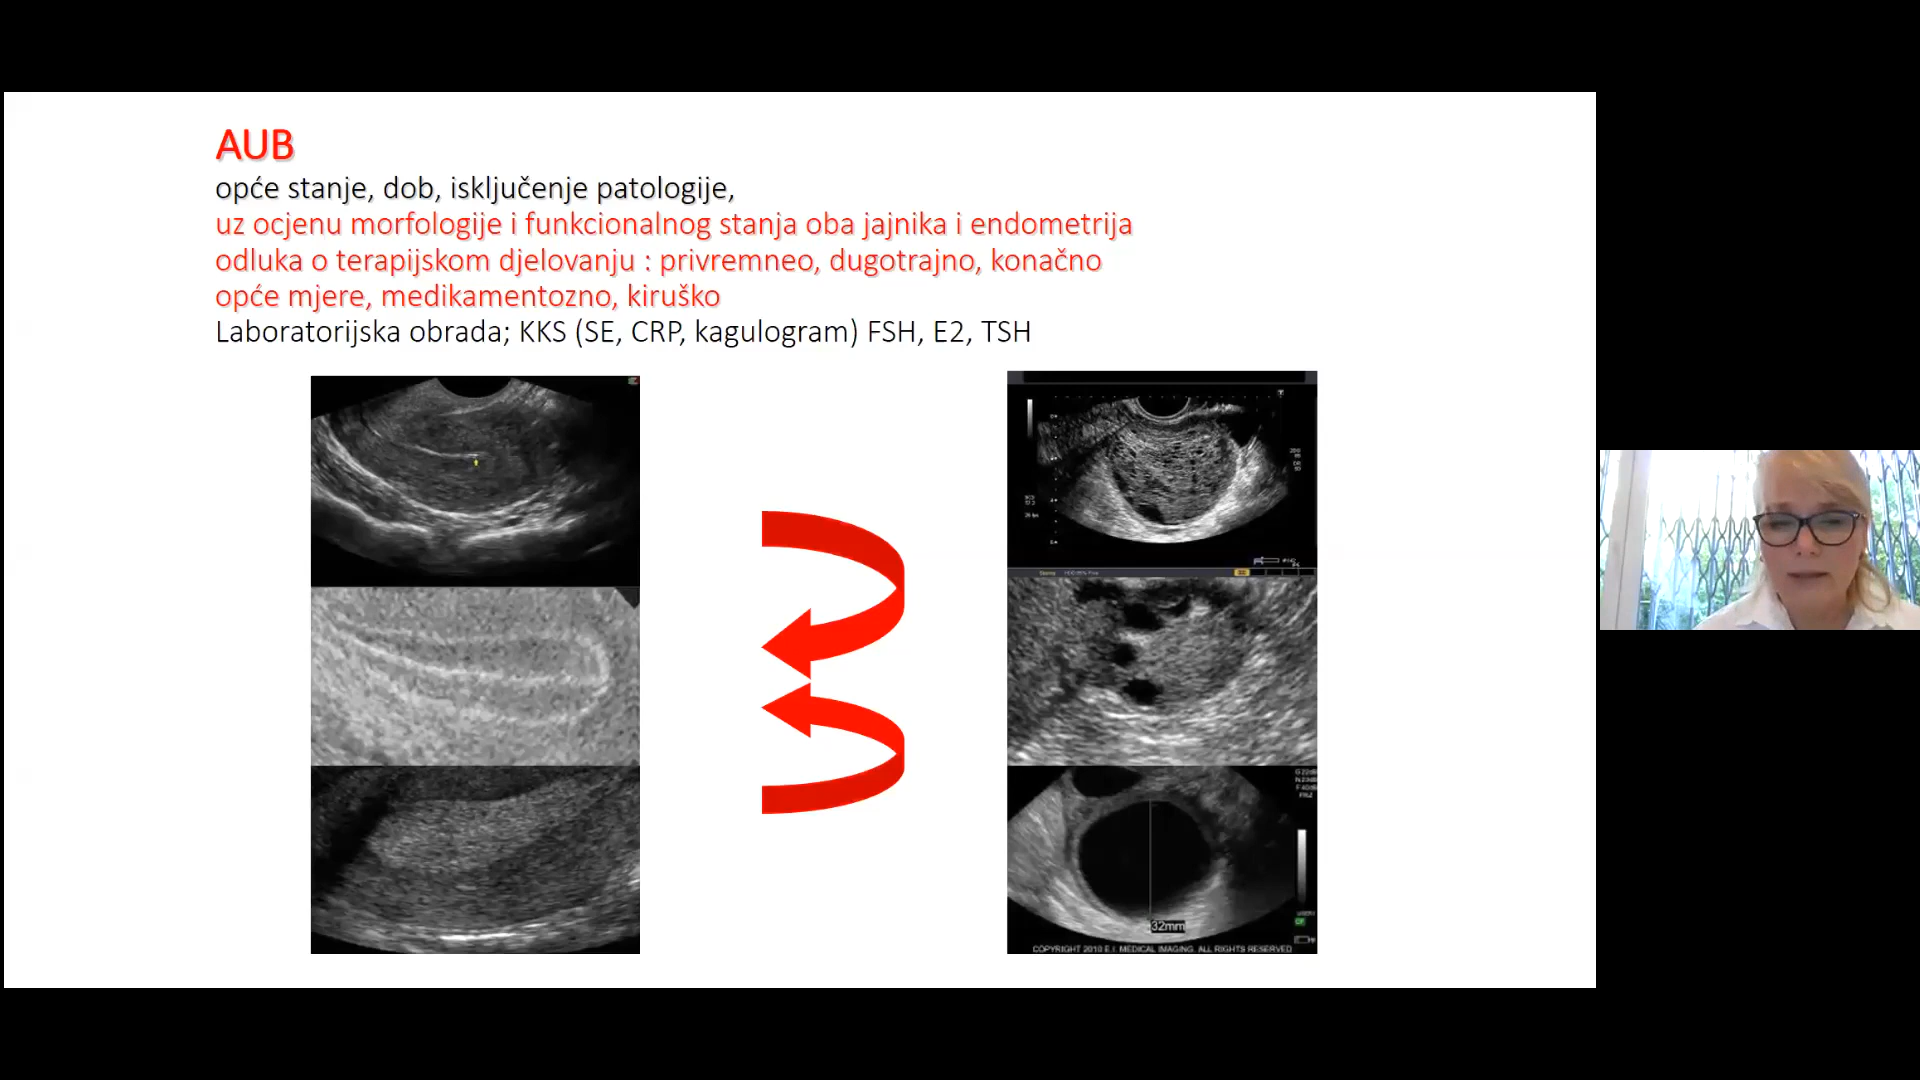 AUB
opće stanje, dob, isključenje patologije,
uz ocjenu morfologije i funkcionalnog stanja oba jajnika i endometrija
odluka o terapijskom djelovanju : privremneo, dugotrajno, konačno
opće mjere, medikamentozno, kiruško
Laboratorijska obrada; KKS (SE, CRP, kagulogram) FSH, E2, TSH
32mm
COPYRIGHT 2010 E.I. MEDICAL IMAGING. ALL RIGHTS RESERVED